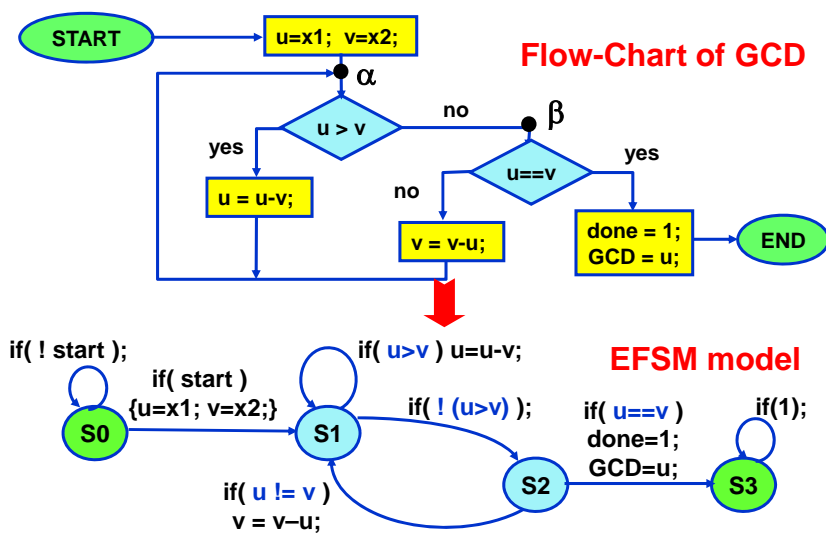 START
u=x1; v=x2;
Flow-Chart of GCD
α
u > v
no
β
yes
u==v
yes
no
u = u-v;
v = v-u;
done = 1;
GCD = u;
END
if( ! start );
if( start )
{u=x1; v=x2;}
if( u>v ) u=u-v;
EFSM model
if( ! (u>v) );
if( u==v )
done=1;
GCD=u;
if(1);
S0
S1
S2
S3
if( u != v )
v = v–u;